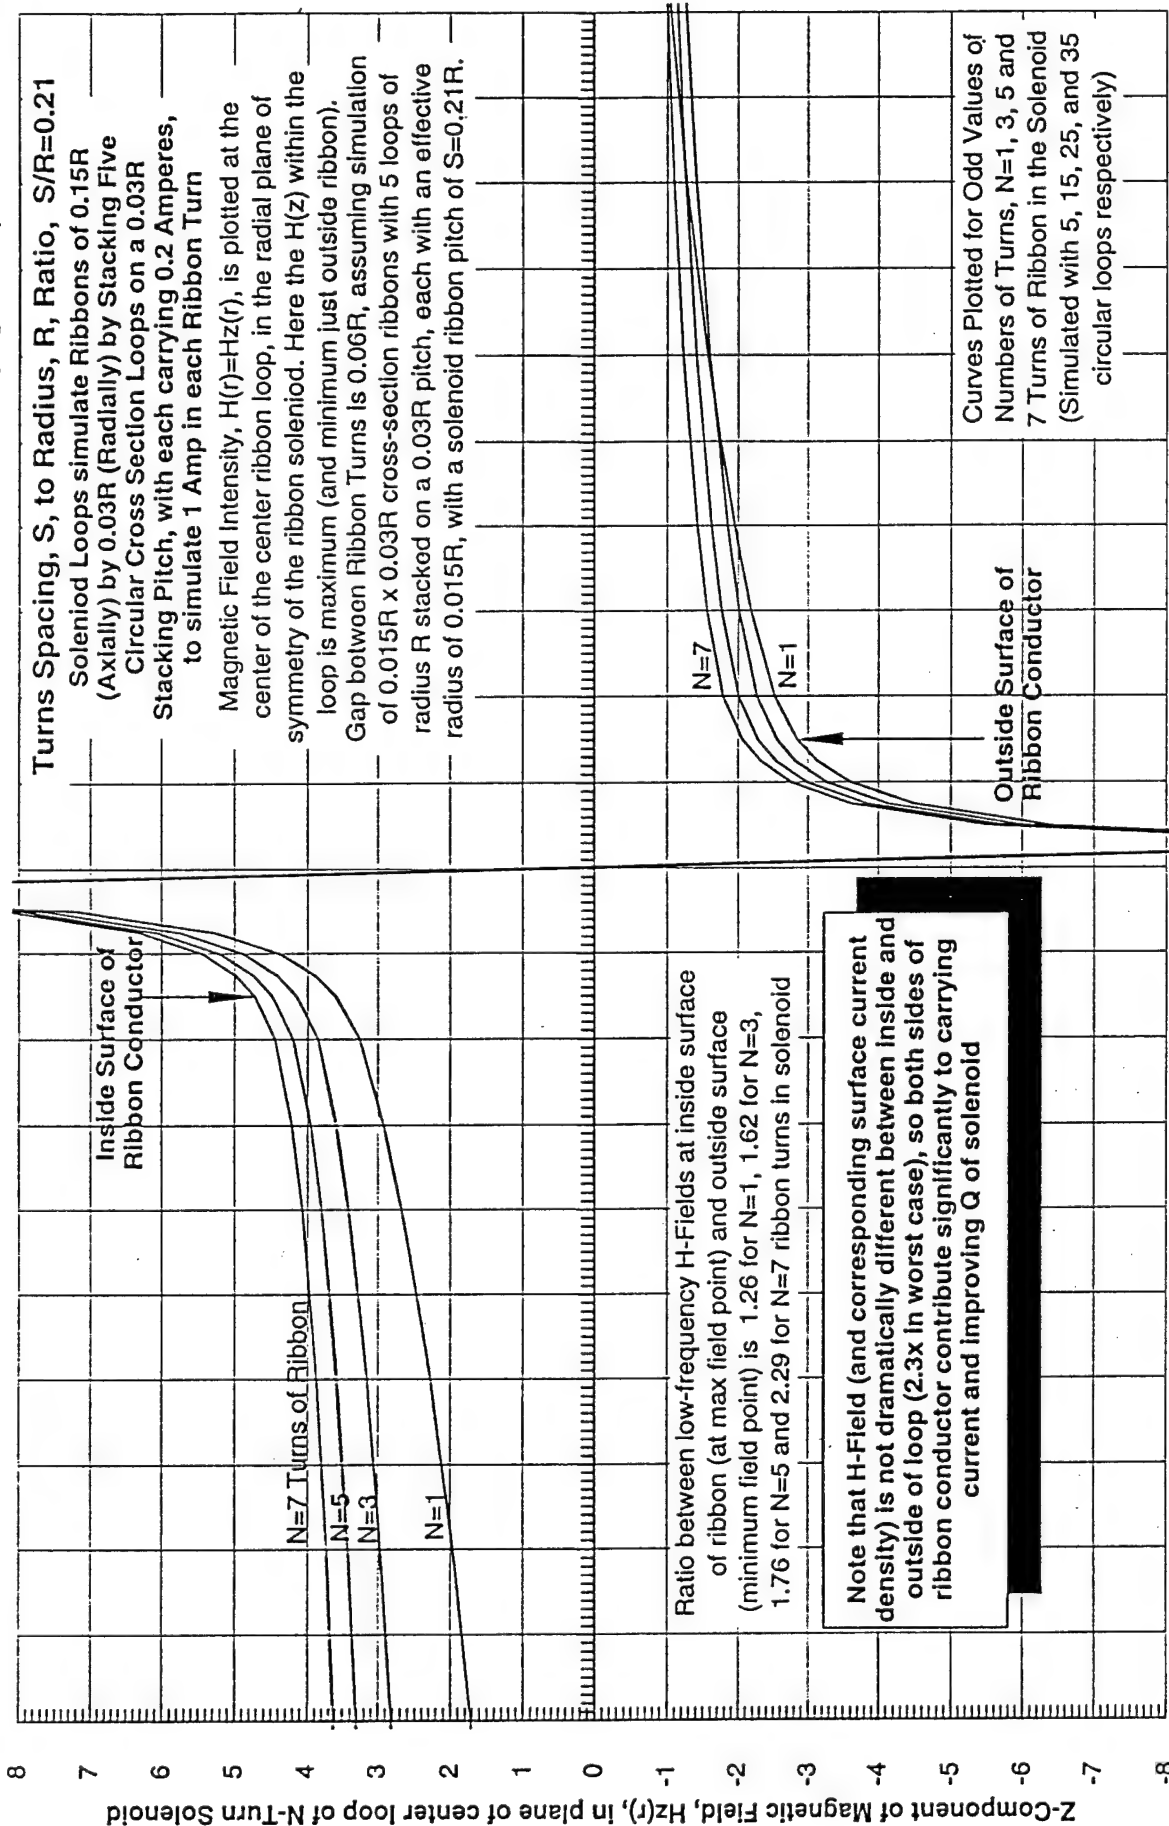 Turns Spacing, S, to Radius, R, Ratio, S/R=0.21
Soleniod Loops simulate Ribbons of 0.15R
(Axially) by 0.03R (Radially) by Stacking Five
Circular Cross Section Loops on a 0.03R
Stacking Pitch, with each carrying 0.2 Amperes,
to simulate 1 Amp in each Ribbon Turn
Magnetic Field Intensity, H(r)=Hz(r), is plotted at the
center of the center ribbon loop, in the radial plane of
symmetry of the ribbon soleniod. Here the H(z) within the
loop is maximum (and minimum just outside ribbon).
Gap between Ribbon Turns is 0.06R, assuming simulation
of 0.015R x 0.03R cross-section ribbons with 5 loops of
radius R stacked on a 0.03R pitch, each with an effective
radius of 0.015R, with a solenoid ribbon pitch of S=0.21R.
Inside Surface of
Ribbon Conductor
N=7 Turns of Ribbon
N=5
N=3
N=1
N=7
N=1
Outside Surface of
Ribbon Conductor
Curves Plotted for Odd Values of
Numbers of Turns, N=1, 3, 5 and
7 Turns of Ribbon in the Solenoid
(Simulated with 5, 15, 25, and 35
circular loops respectively)
Ratio between low-frequency H-Fields at inside surface
of ribbon (at max field point) and outside surface
(minimum field point) is 1.26 for N=1, 1.62 for N=3,
1.76 for N=5 and 2.29 for N=7 ribbon turns in solenoid
Note that H-Field (and corresponding surface current
density) is not dramatically different between inside and
outside of loop (2.3x in worst case), so both sides of
ribbon conductor contribute significantly to carrying
current and improving Q of solenoid
8
7
6
5
4
3
2
1
0
-1
-2
-3
-4
-5
-6
-7
-8
Z-Component of Magnetic Field, Hz(r), in plane of center loop of N-Turn Solenoid